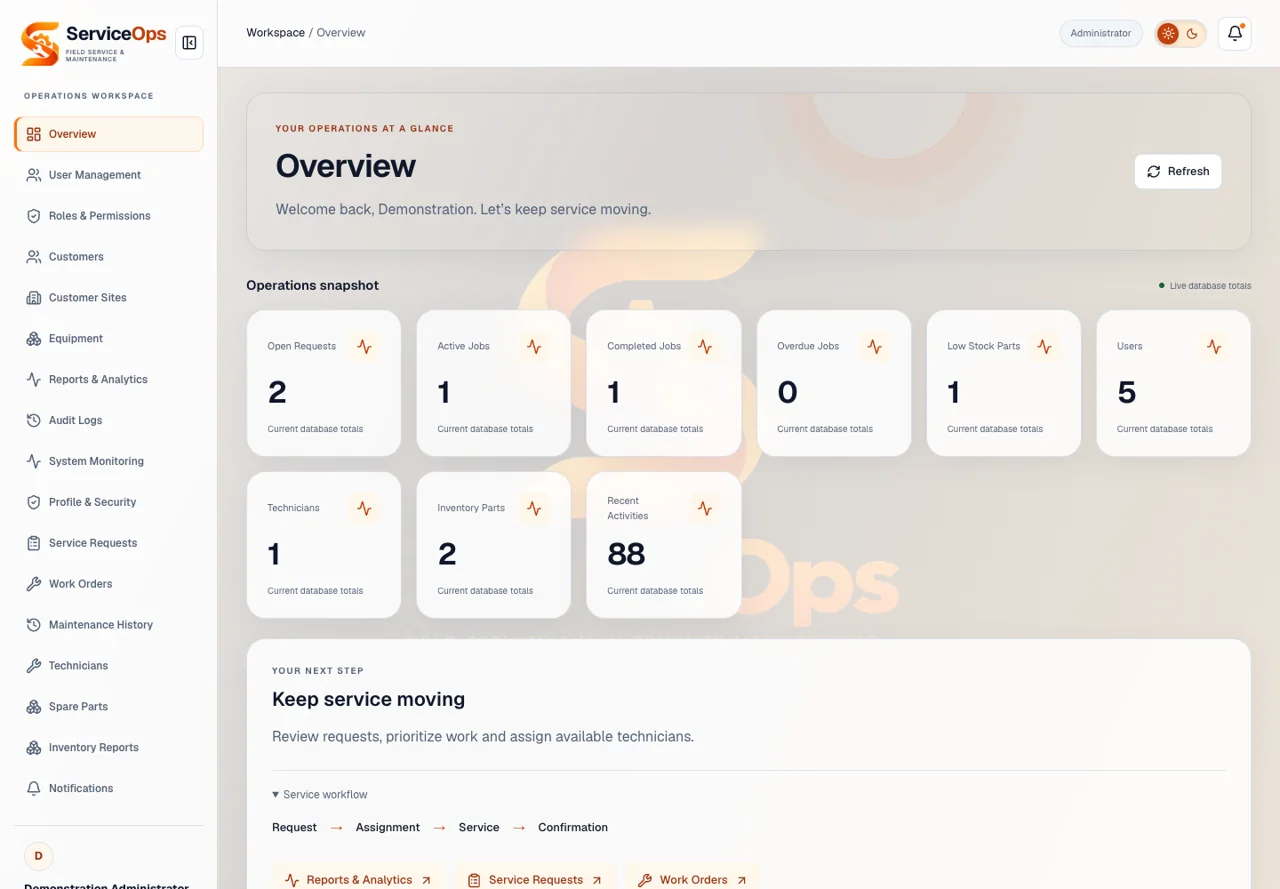 ServiceOps
FIELD SERVICE &
MAINTENANCE
OPERATIONS WORKSPACE
Overview
User Management
Roles & Permissions
Customers
Customer Sites
Equipment
Reports & Analytics
Audit Logs
System Monitoring
Profile & Security
Service Requests
Work Orders
Maintenance History
Technicians
Spare Parts
Inventory Reports
Notifications
D
Demonstration Administrator
Workspace / Overview
Administrator
YOUR OPERATIONS AT A GLANCE
Overview
Welcome back, Demonstration. Let's keep service moving.
Refresh
Operations snapshot
Live database totals
Open Requests
2
Current database totals
Active Jobs
1
Current database totals
Completed Jobs
1
Current database totals
Overdue Jobs
0
Current database totals
Low Stock Parts
1
Current database totals
Users
5
Current database totals
Technicians
1
Current database totals
Inventory Parts
2
Current database totals
Recent
Activities
88
Current database totals
Ops
YOUR NEXT STEP
Keep service moving
Review requests, prioritize work and assign available technicians.
▼ Service workflow
Request → Assignment → Service → Confirmation
Reports & Analytics ↗
Service Requests ↗
Work Orders ↗